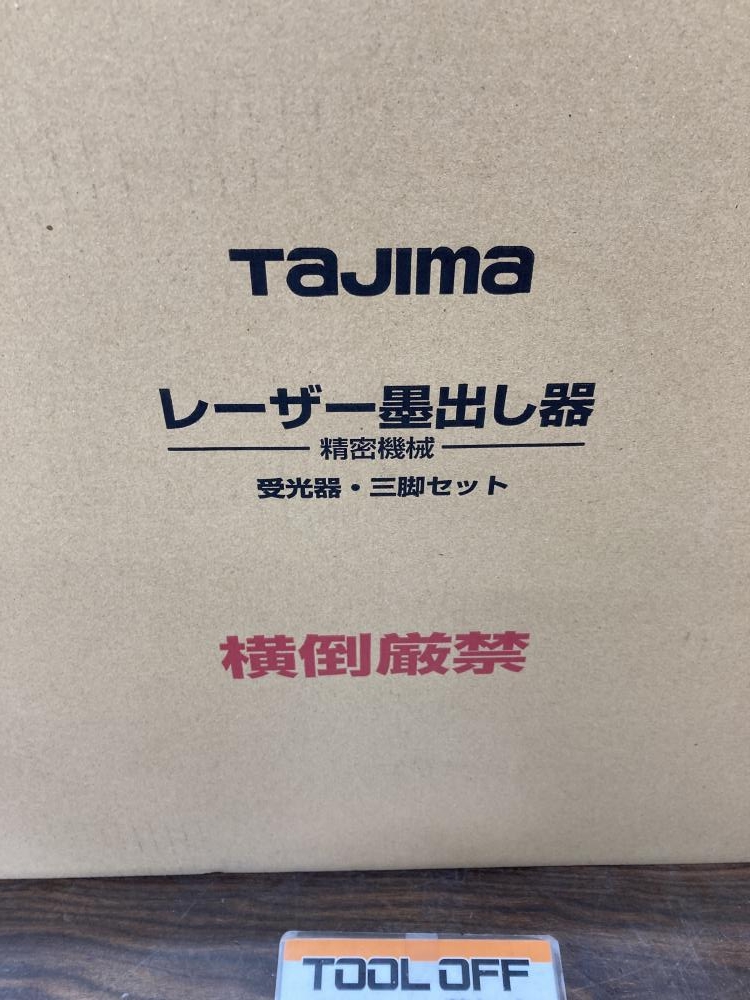 TaJIma
レーザー墨出し器
精密機械
受光器・三脚セット
横倒厳禁
TOOL OFF